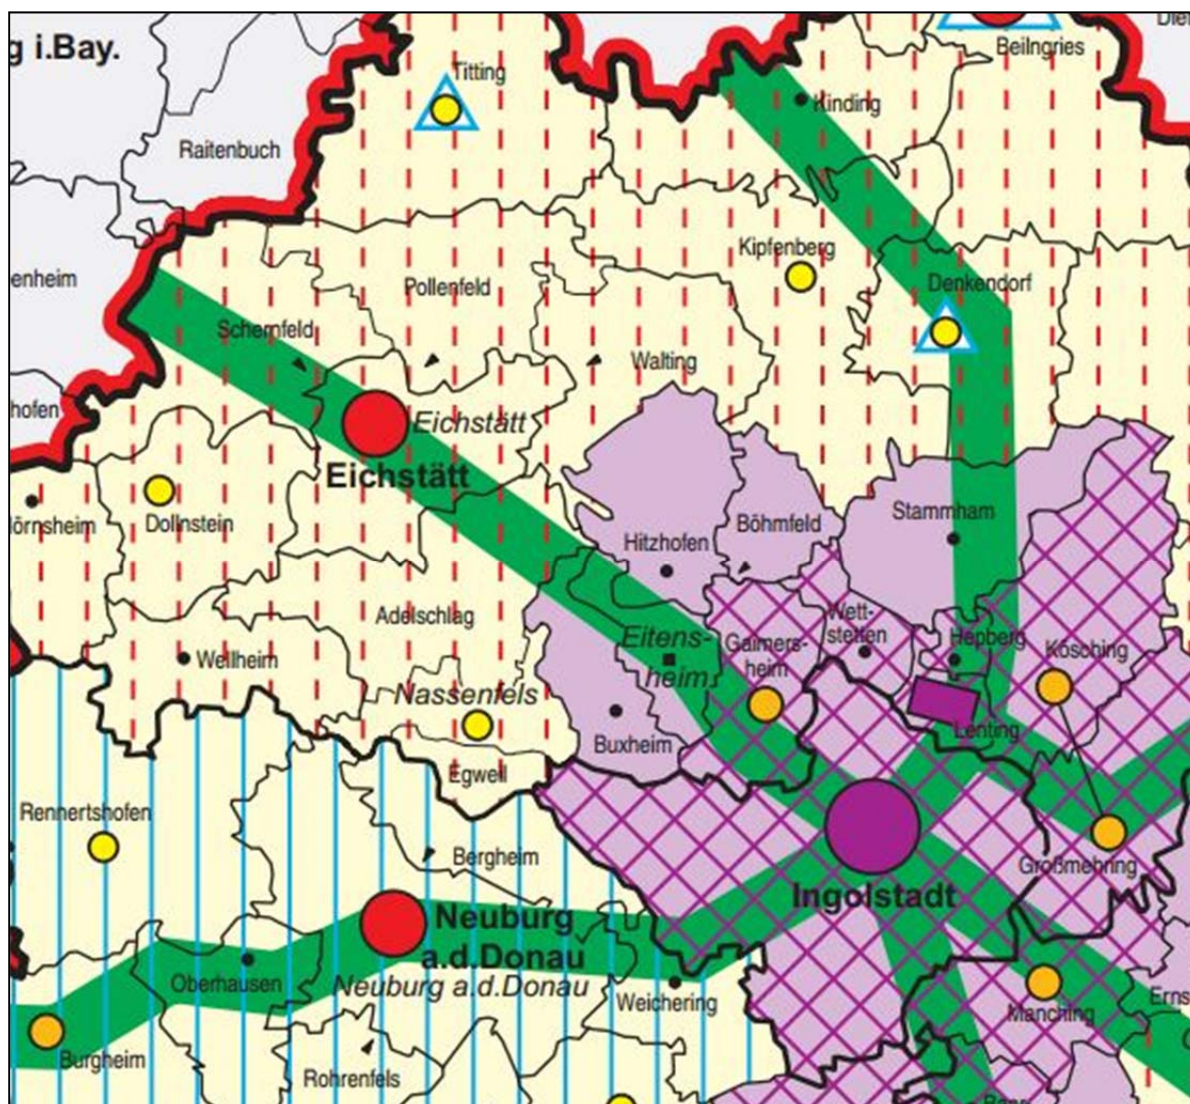 g i.Bay.
Beilngries
Titting
Kinding
Raitenbuch
Kipfenberg
enheim
Pollenfeld
Denkendorf
Schernfeld
Walting
hofen
Eichstätt
Eichstätt
Dollnstein
Stammham
Böhmfeld
örnsheim
Hitzhofen
Adelschlag
Wett-
stetten
Eitens-
heim
Gaimers-
heim
Hepberg
Kösching
Wellheim
Nassenfels
Lenting
Buxheim
Egweil
Rennertshofen
Bergheim
Großmehring
Ingolstadt
Neuburg
a.d.Donau
Oberhausen
Neuburg a.d.Donau
Weichering
Manching
Erns
Burgheim
Rohrenfels